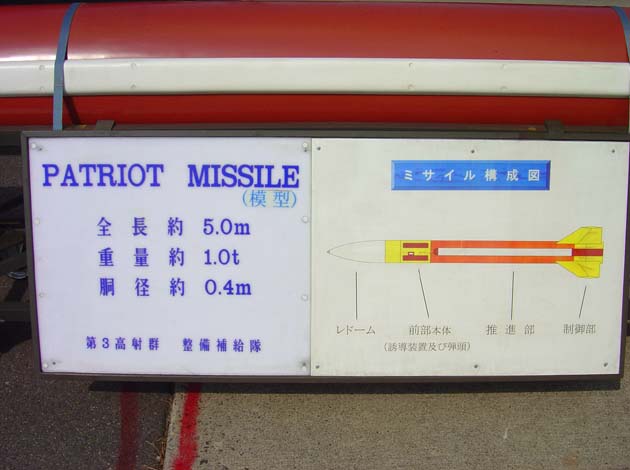 PATRIOT MISSILE
(模型)
全長約 5.0m
重量約 1.0t
胴径約 0.4m
第3高射群 整備補給隊
ミサイル構成図
レドーム 前部本体 推進部 制御部
(誘導装置及び弾頭)